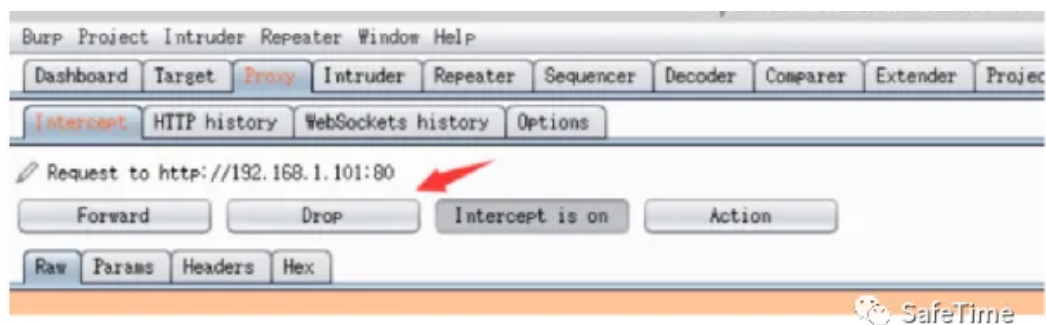 Burp Project Intruder Repeater Window Help
Dashboard Target Proxy Intruder Repeater Sequencer Decoder Comparer Extender Projec
Intercept HTTP history WebSockets history Options
Request to http://192.168.1.101:80
Forward Drop Intercept is on Action
Raw Params Headers Hex
SafeTime